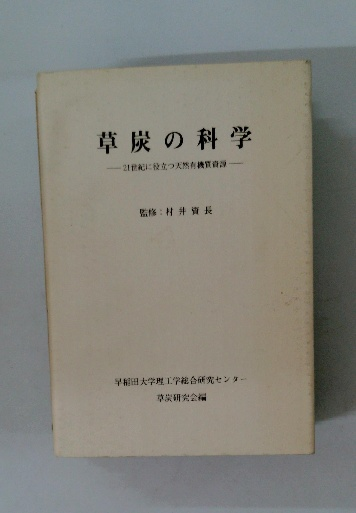 草炭の科学
—21世紀に役立つ天然有機質資源—
監修：村井資長
早稲田大学理工学総合研究センター
草炭研究会編